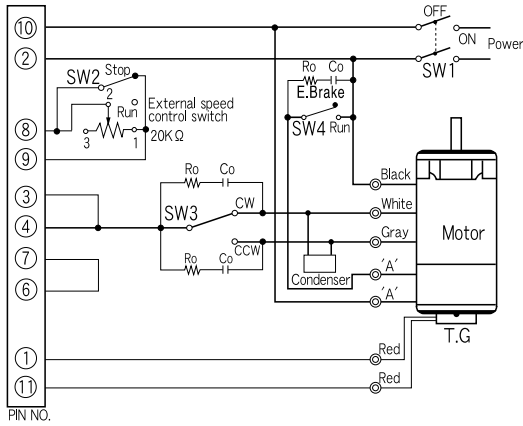 OFF
10
ON
Power
2
SW1
Stop
Ro Co
SW2
E.Brake
2
Run
External speed
control switch
8
SW4 Run
3
1
20KΩ
9
Black
Ro Co
3
CW
White
SW3
4
Gray
Motor
CCW
7
Ro Co
'A'
Condenser
6
'A'
T.G
1
Red
11
Red
PIN NO.